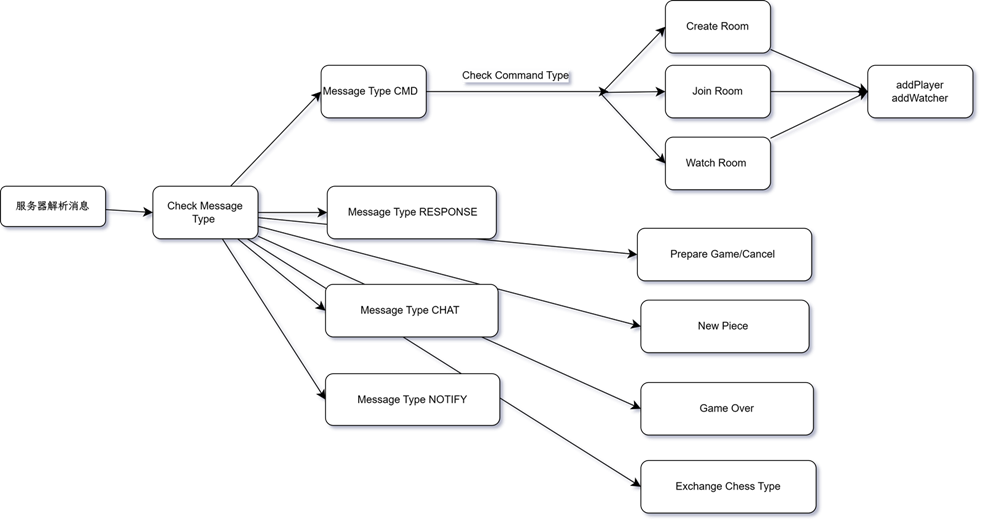 服务器解析消息
Check Message
Type
Message Type CMD
Check Command Type
Create Room
Join Room
Watch Room
addPlayer
addWatcher
Message Type RESPONSE
Prepare Game/Cancel
Message Type CHAT
New Piece
Message Type NOTIFY
Game Over
Exchange Chess Type